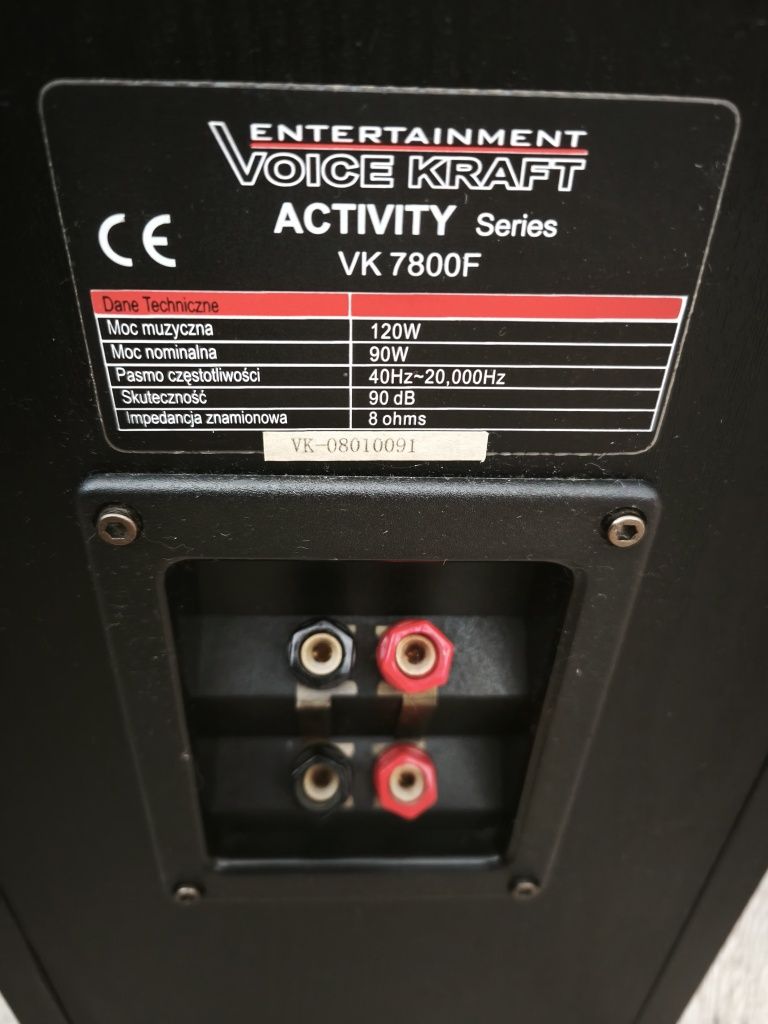 ENTERTAINMENT
VOICE KRAFT
ACTIVITY Series
CE
VK 7800F
Dane Techniczne
Moc muzyczna 120W
Moc nominalna 90W
Pasmo częstotliwości 40Hz~20,000Hz
Skuteczność 90 dB
Impedancja znamionowa 8 ohms
VK-08010091